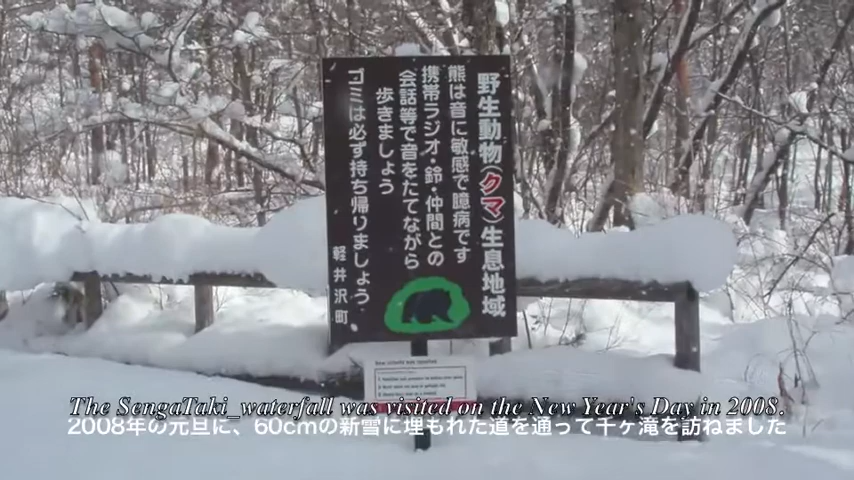 野生動物(クマ)生息地域
熊は音に敏感で臆病です
携帯ラジオ・鈴・仲間との
会話等で音をたてながら
歩きましょう
ゴミは必ず持ち帰りましょう。
軽井沢町
The SengaTaki_waterfall was visited on the New Year's Day in 2008.
2008年の元旦に、60cmの新雪に埋もれた道を通って千ヶ滝を訪ねました